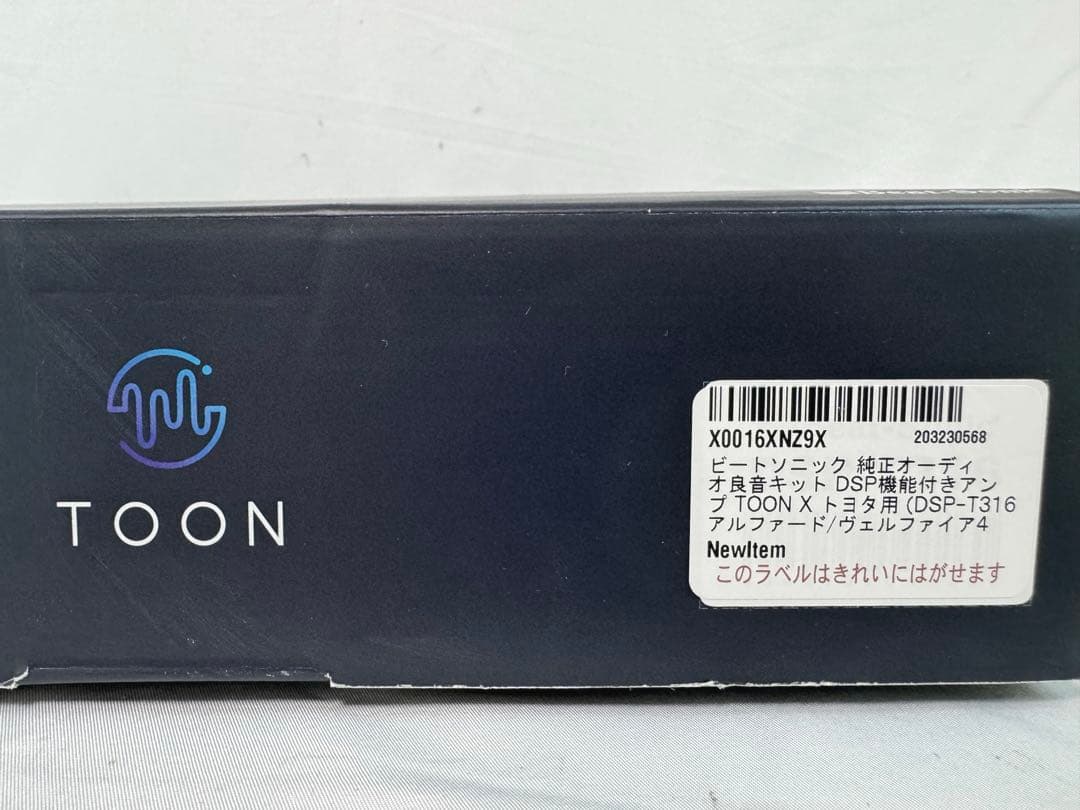 TOON
X0016XNZ9X 203230568
ビートソニック 純正オーディ
オ良音キット DSP機能付きアン
プ TOON X トヨタ用 (DSP-T316
アルファード/ヴェルファイア4
NewItem
このラベルはきれいにはがせます